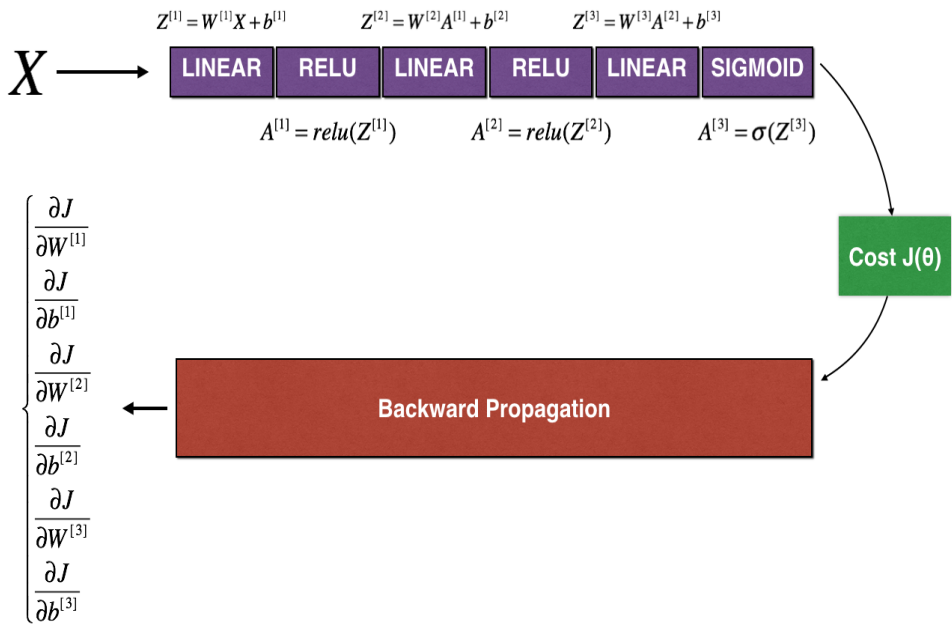 Z^[1] = W^[1] X + b^[1]
Z^[2] = W^[2] A^[1] + b^[2]
Z^[3] = W^[3] A^[2] + b^[3]
X
LINEAR
RELU
LINEAR
RELU
LINEAR
SIGMOID
A^[1] = relu(Z^[1])
A^[2] = relu(Z^[2])
A^[3] = σ(Z^[3])
Cost J(θ)
Backward Propagation
∂J
∂W^[1]
∂J
∂b^[1]
∂J
∂W^[2]
∂J
∂b^[2]
∂J
∂W^[3]
∂J
∂b^[3]